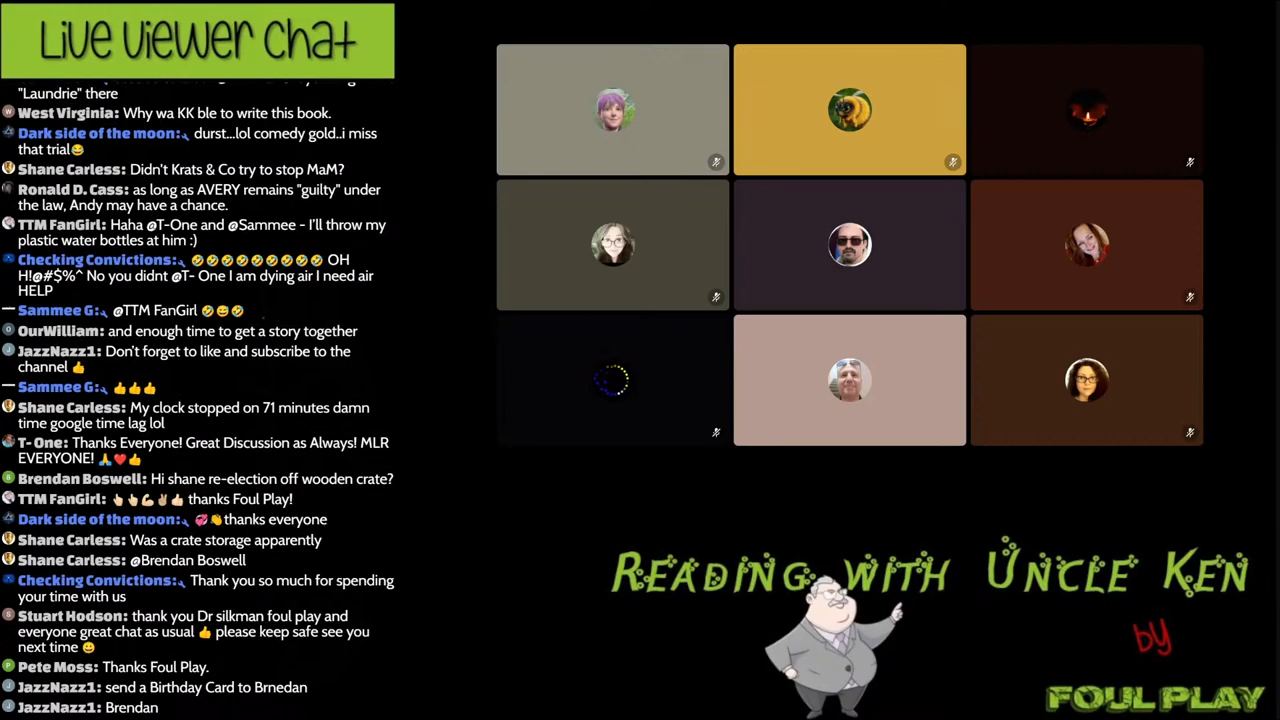 Live Viewer Chat
"Laundrie" there
West Virginia: Why wa KK ble to write this book.
Dark side of the moon: durst...lol comedy gold..i miss
that trial😂
Shane Carless: Didn't Krats & Co try to stop MaM?
Ronald D. Cass: as long as AVERY remains "guilty" under
the law, Andy may have a chance.
TTM FanGirl: Haha @T-One and @Sammee - I'll throw my
plastic water bottles at him :)
Checking Convictions: 🤣🤣🤣🤣🤣🤣🤣🤣🤣 OH
H!@#$%^ No you didnt @T- One I am dying air I need air
HELP
Sammee G: @TTM FanGirl 🤣😅🤣
OurWilliam: and enough time to get a story together
JazzNazz1: Don't forget to like and subscribe to the
channel 👍
Sammee G: 👍👍👍
Shane Carless: My clock stopped on 71 minutes damn
time google time lag lol
T- One: Thanks Everyone! Great Discussion as Always! MLR
EVERYONE! 🙏❤️👍
Brendan Boswell: Hi shane re-election off wooden crate?
TTM FanGirl: 👆🏻👆🏻💪🏻✌🏻👍🏻 thanks Foul Play!
Dark side of the moon: 💞👏thanks everyone
Shane Carless: Was a crate storage apparently
Shane Carless: @Brendan Boswell
Checking Convictions: Thank you so much for spending
your time with us
Stuart Hodson: thank you Dr silkman foul play and
everyone great chat as usual 👍 please keep safe see you
next time 😀
Pete Moss: Thanks Foul Play.
JazzNazz1: send a Birthday Card to Brnedan
JazzNazz1: Brendan
Reading with Uncle Ken
by
FOUL PLAY